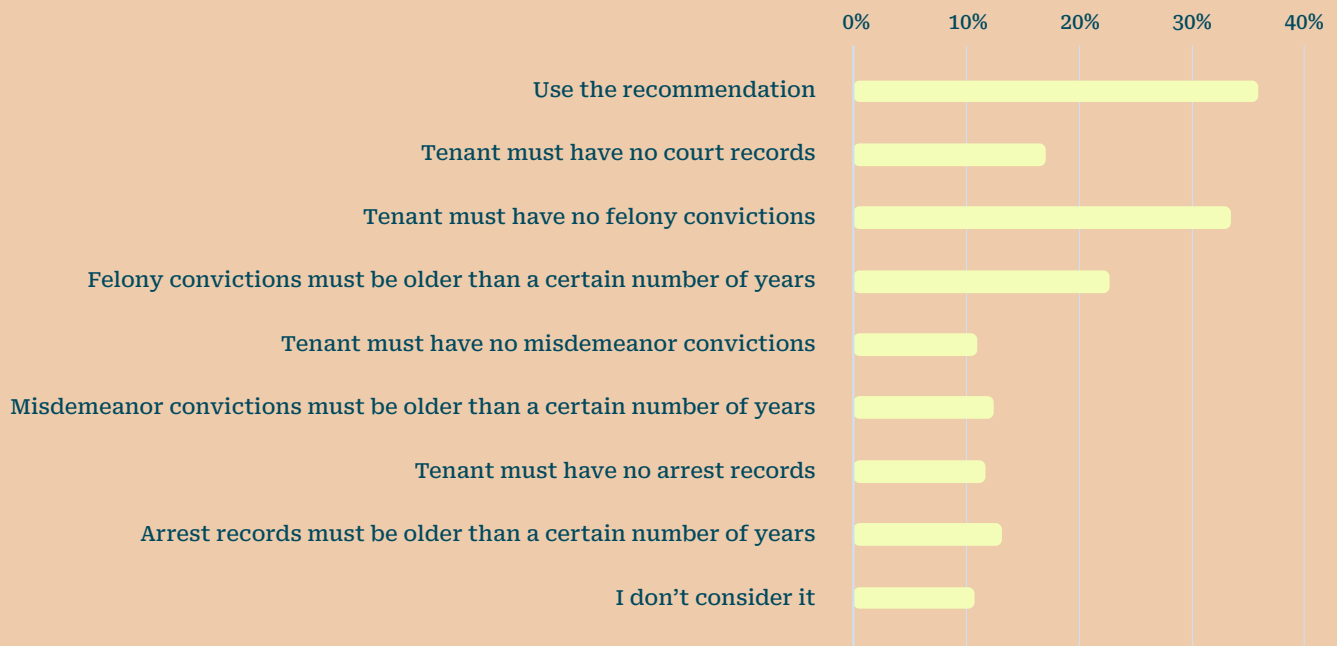 0% 10% 20% 30% 40%
Use the recommendation
Tenant must have no court records
Tenant must have no felony convictions
Felony convictions must be older than a certain number of years
Tenant must have no misdemeanor convictions
Misdemeanor convictions must be older than a certain number of years
Tenant must have no arrest records
Arrest records must be older than a certain number of years
I don’t consider it